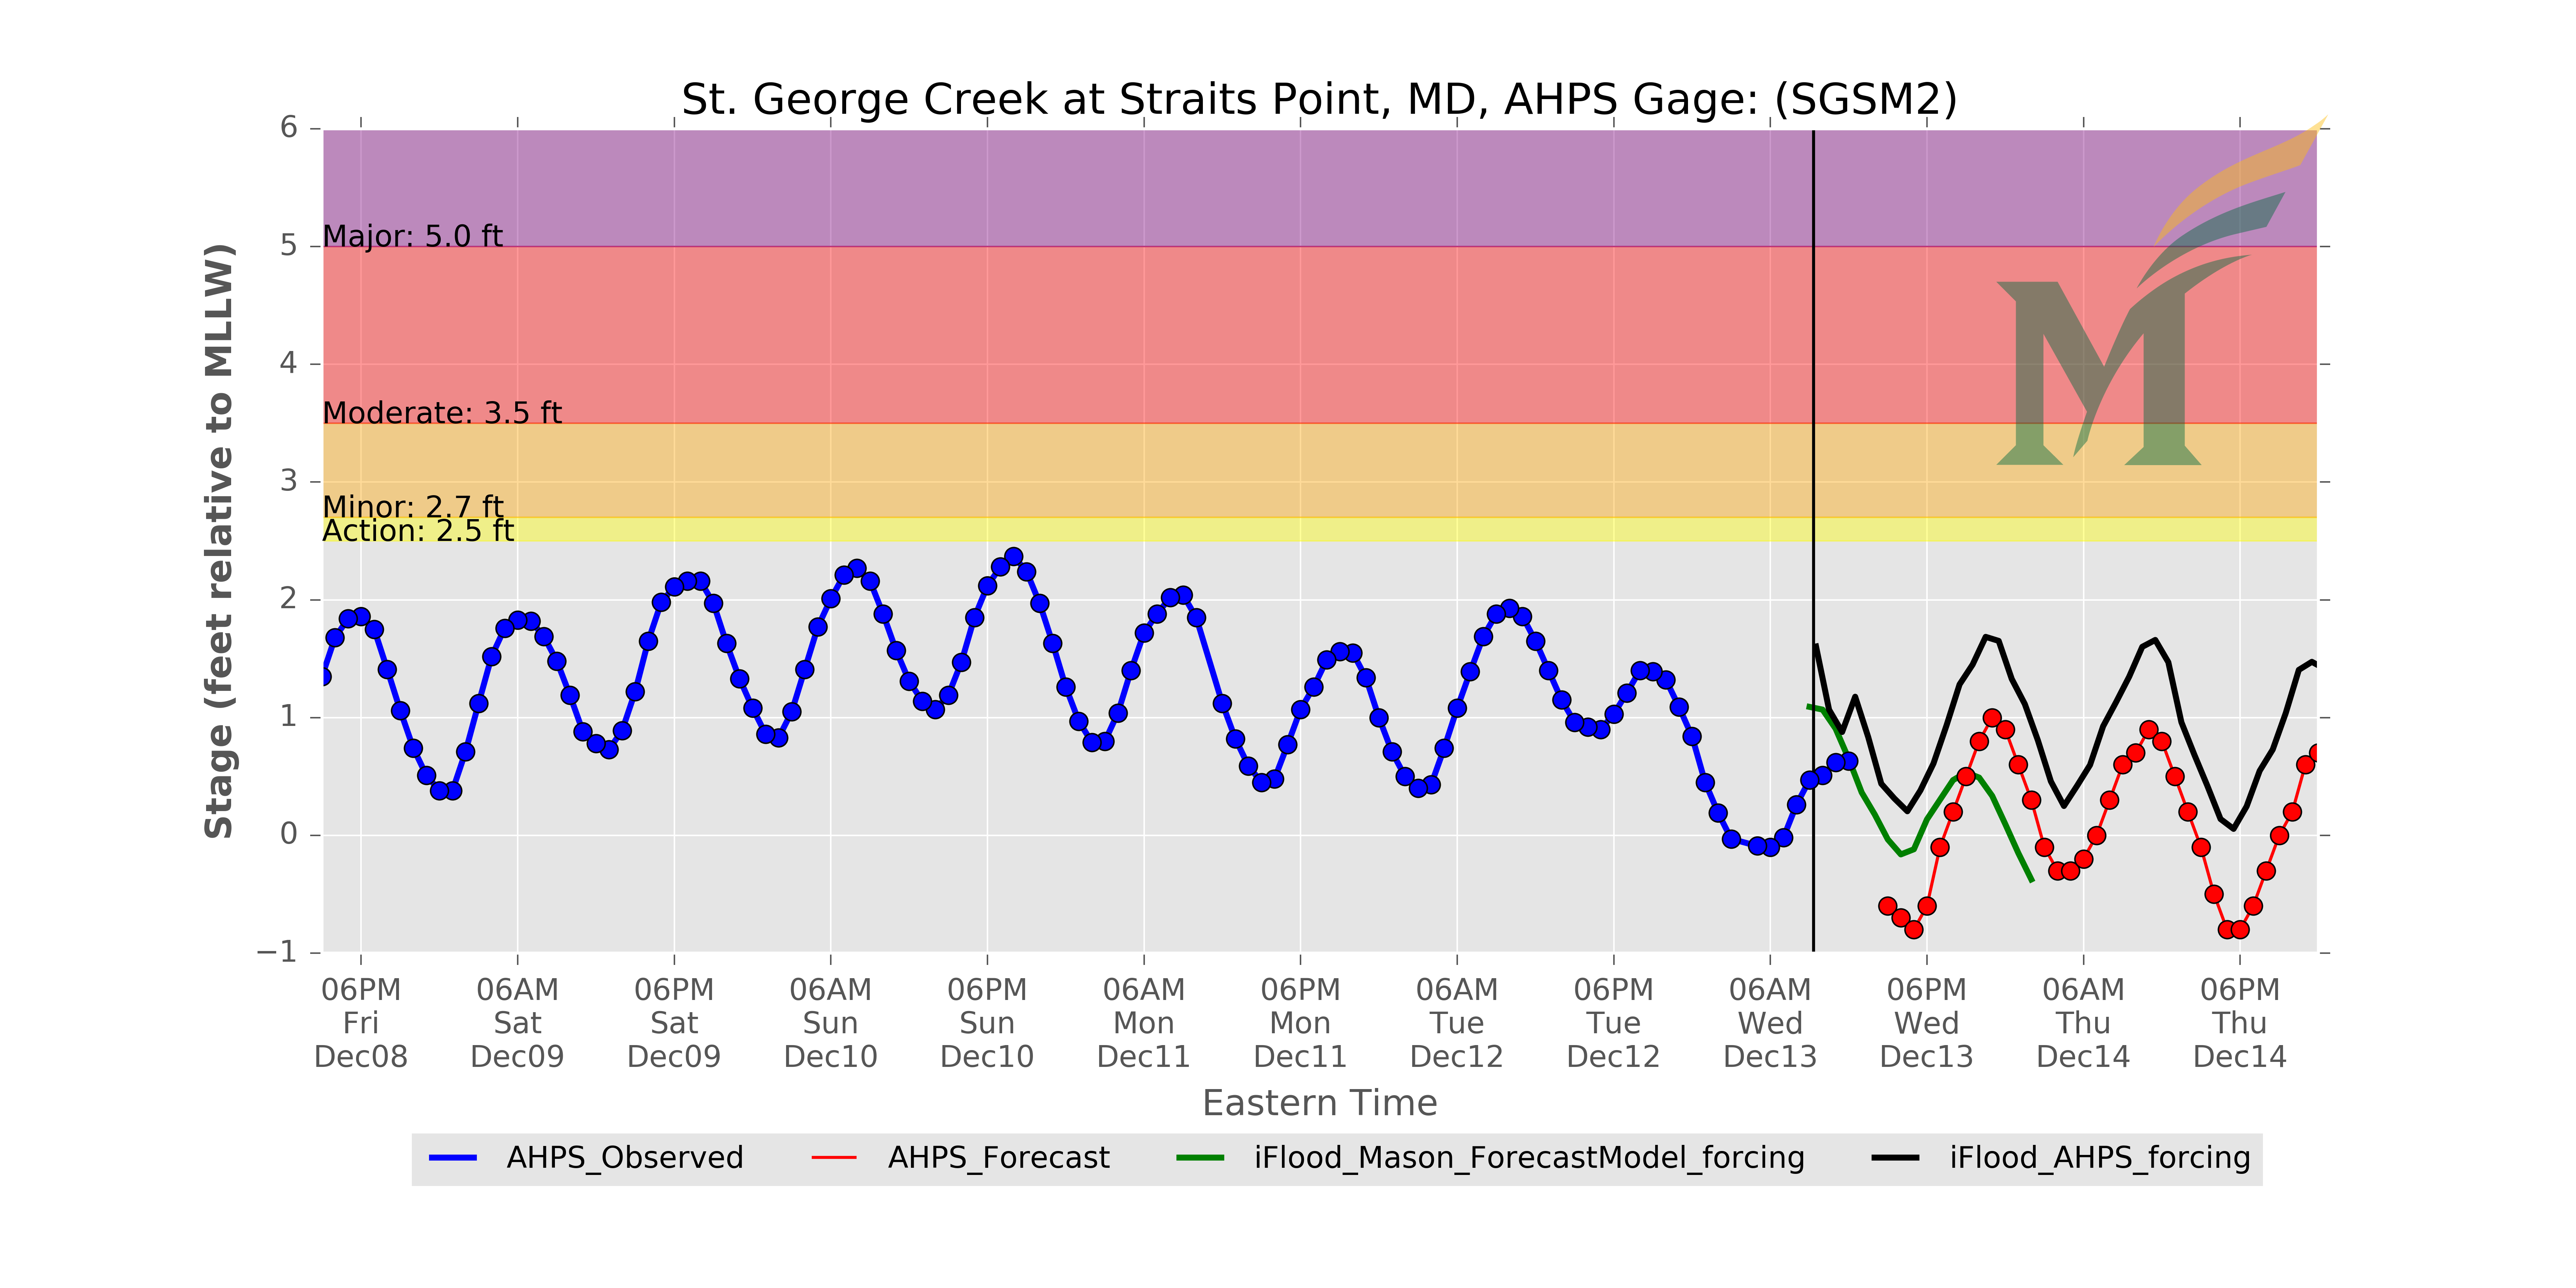 St. George Creek at Straits Point, MD, AHPS Gage: (SGSM2)
Stage (feet relative to MLLW)
6
5
4
3
2
1
0
−1
Major: 5.0 ft
Moderate: 3.5 ft
Minor: 2.7 ft
Action: 2.5 ft
M
06PM 06AM 06PM 06AM 06PM 06AM 06PM 06AM 06PM 06AM 06PM 06AM 06PM
Fri Sat Sat Sun Sun Mon Mon Tue Tue Wed Wed Thu Thu
Dec08 Dec09 Dec09 Dec10 Dec10 Dec11 Dec11 Dec12 Dec12 Dec13 Dec13 Dec14 Dec14
Eastern Time
AHPS_Observed AHPS_Forecast iFlood_Mason_ForecastModel_forcing iFlood_AHPS_forcing